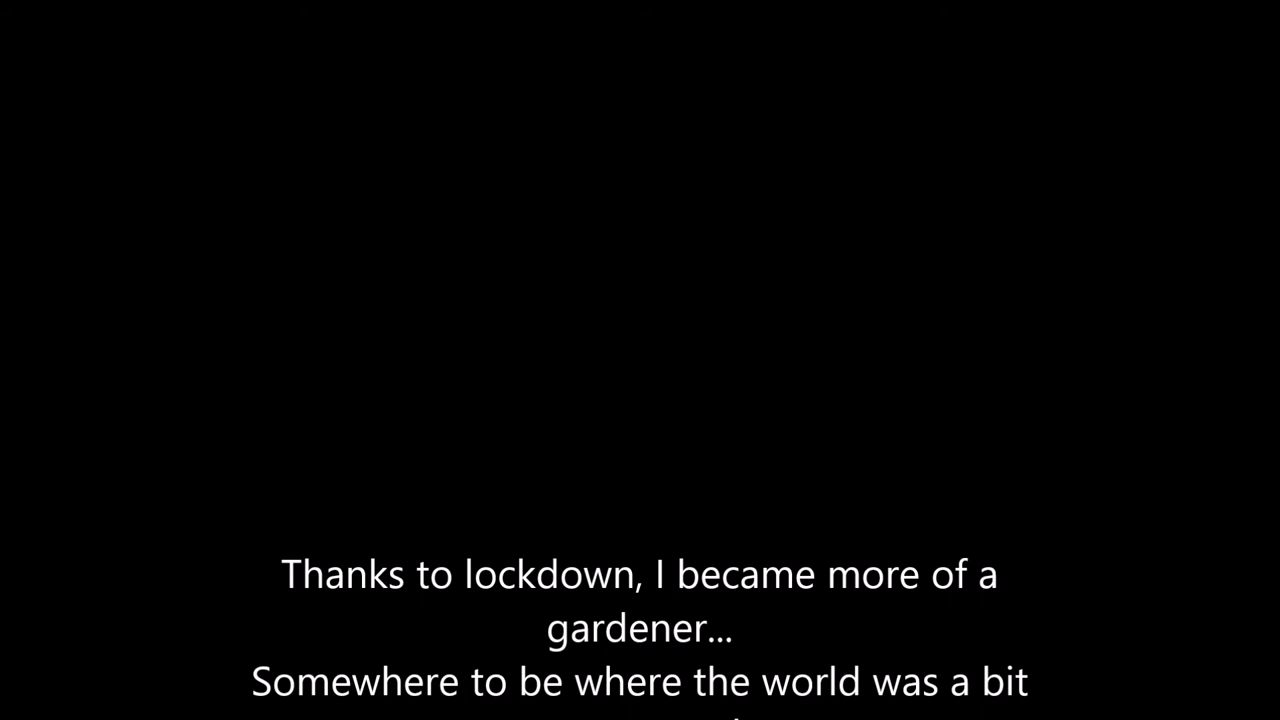 Thanks to lockdown, I became more of a
gardener...
Somewhere to be where the world was a bit